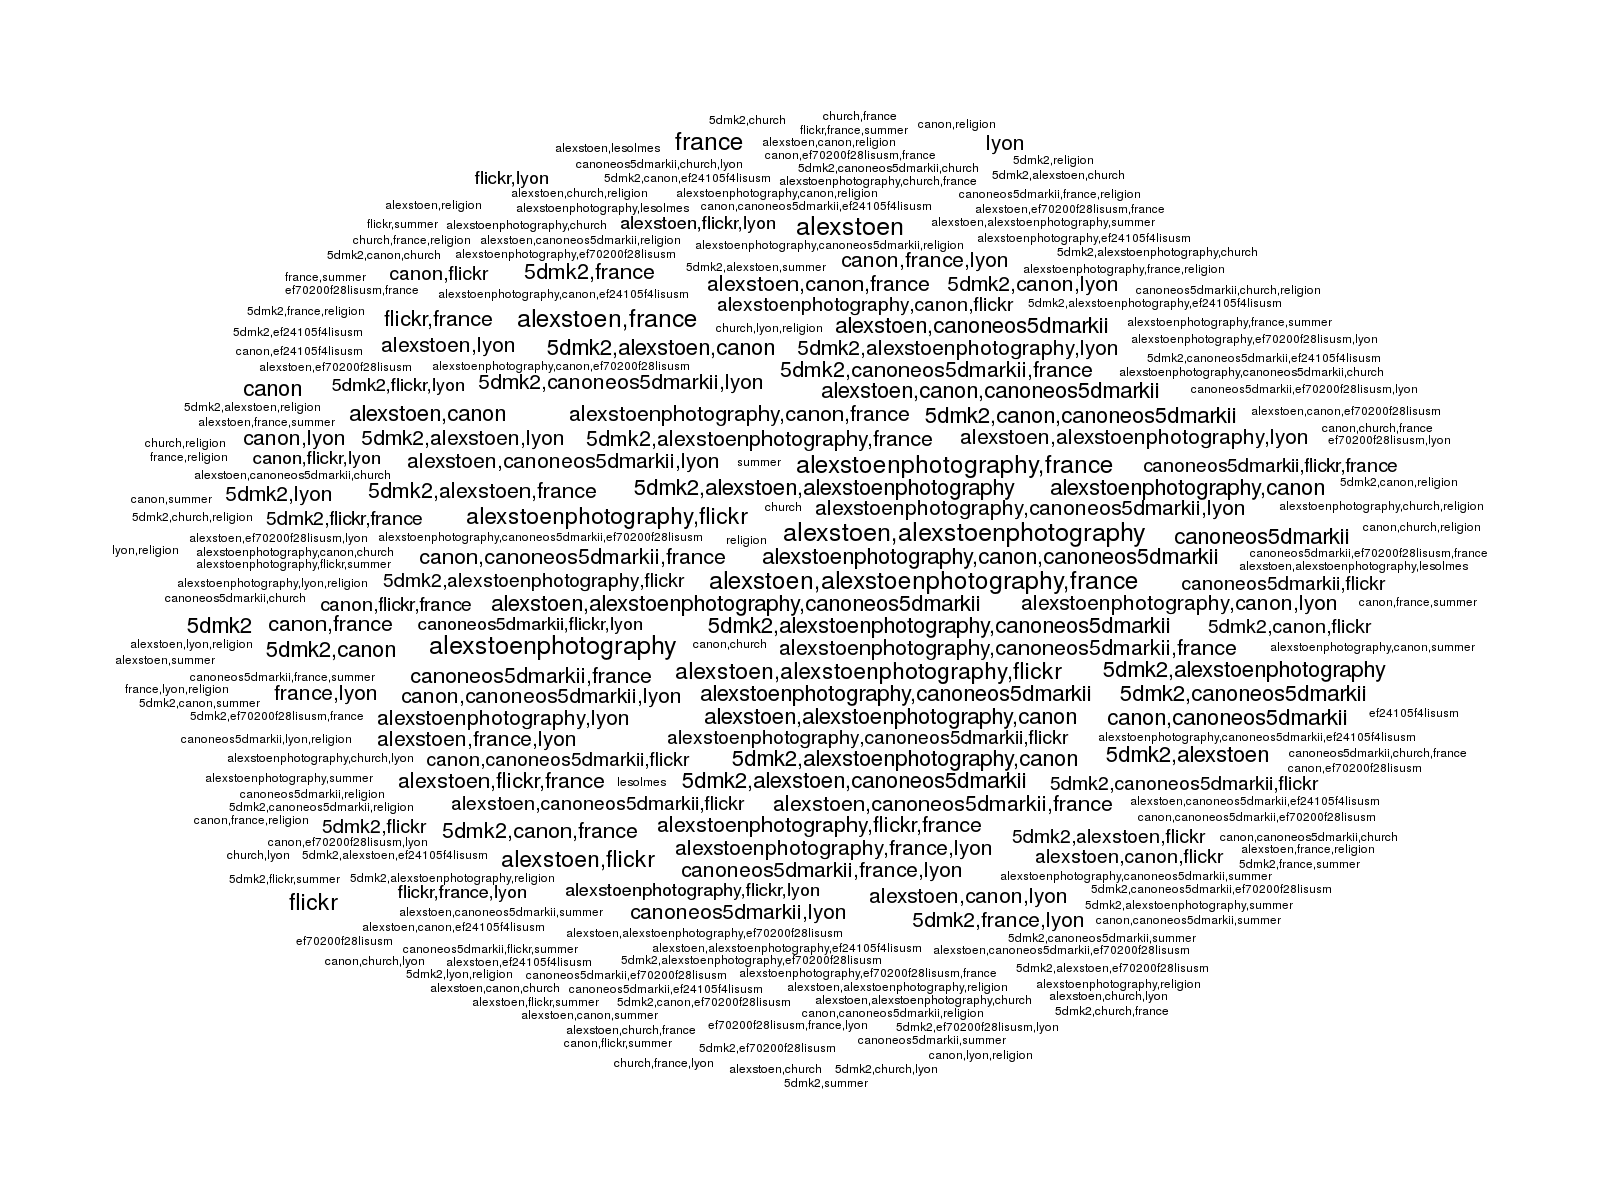 church,france
5dmk2,church
canon,religion
flickr,france,summer
france
alexstoen,canon,religion
lyon
alexstoen,lesolmes
canon,ef70200f28lisusm,france
5dmk2,religion
canoneos5dmarkii,church,lyon
5dmk2,canoneos5dmarkii,church
flickr,lyon
5dmk2,canon,ef24105f4lisusm
alexstoenphotography,church,france
5dmk2,alexstoen,church
alexstoen,church,religion
alexstoenphotography,canon,religion
canoneos5dmarkii,france,religion
alexstoen,religion
alexstoenphotography,lesolmes
canon,canoneos5dmarkii,ef24105f4lisusm
alexstoen,ef70200f28lisusm,france
flickr,summer
alexstoenphotography,church
alexstoen,flickr,lyon
alexstoen
alexstoen,alexstoenphotography,summer
church,france,religion
alexstoen,canoneos5dmarkii,religion
alexstoenphotography,canoneos5dmarkii,religion
alexstoenphotography,ef24105f4lisusm
5dmk2,canon,church
alexstoenphotography,ef70200f28lisusm
canon,france,lyon
5dmk2,alexstoenphotography,church
france,summer
canon,flickr
5dmk2,france
5dmk2,alexstoen,summer
alexstoenphotography,france,religion
ef70200f28lisusm,france
alexstoenphotography,canon,ef24105f4lisusm
alexstoen,canon,france
5dmk2,canon,lyon
canoneos5dmarkii,church,religion
alexstoenphotography,canon,flickr
5dmk2,alexstoenphotography,ef24105f4lisusm
5dmk2,france,religion
flickr,france
alexstoen,france
church,lyon,religion
alexstoen,canoneos5dmarkii
alexstoenphotography,france,summer
5dmk2,ef24105f4lisusm
alexstoenphotography,ef70200f28lisusm,lyon
canon,ef24105f4lisusm
alexstoen,lyon
5dmk2,alexstoen,canon
5dmk2,alexstoenphotography,lyon
5dmk2,canoneos5dmarkii,ef24105f4lisusm
alexstoen,ef70200f28lisusm
alexstoenphotography,canon,ef70200f28lisusm
5dmk2,canoneos5dmarkii,france
alexstoenphotography,canoneos5dmarkii,church
canon
5dmk2,flickr,lyon
5dmk2,canoneos5dmarkii,lyon
alexstoen,canon,canoneos5dmarkii
canoneos5dmarkii,ef70200f28lisusm,lyon
5dmk2,alexstoen,religion
alexstoen,canon
alexstoenphotography,canon,france
5dmk2,canon,canoneos5dmarkii
alexstoen,canon,ef70200f28lisusm
alexstoen,france,summer
canon,church,france
church,religion
canon,lyon
5dmk2,alexstoen,lyon
5dmk2,alexstoenphotography,france
alexstoen,alexstoenphotography,lyon
ef70200f28lisusm,lyon
france,religion
canon,flickr,lyon
alexstoen,canoneos5dmarkii,lyon
summer
alexstoenphotography,france
canoneos5dmarkii,flickr,france
alexstoen,canoneos5dmarkii,church
5dmk2,canon,religion
canon,summer
5dmk2,lyon
5dmk2,alexstoen,france
5dmk2,alexstoen,alexstoenphotography
alexstoenphotography,canon
5dmk2,church,religion
5dmk2,flickr,france
alexstoenphotography,flickr
church
alexstoenphotography,canoneos5dmarkii,lyon
alexstoenphotography,church,religion
alexstoen,ef70200f28lisusm,lyon
alexstoenphotography,canoneos5dmarkii,ef70200f28lisusm
religion
alexstoen,alexstoenphotography
canoneos5dmarkii
canon,church,religion
lyon,religion
alexstoenphotography,canon,church
canon,canoneos5dmarkii,france
alexstoenphotography,canon,canoneos5dmarkii
canoneos5dmarkii,ef70200f28lisusm,france
alexstoenphotography,flickr,summer
alexstoen,alexstoenphotography,lesolmes
alexstoenphotography,lyon,religion
5dmk2,alexstoenphotography,flickr
alexstoen,alexstoenphotography,france
canoneos5dmarkii,flickr
canoneos5dmarkii,church
canon,flickr,france
alexstoen,alexstoenphotography,canoneos5dmarkii
alexstoenphotography,canon,lyon
canon,france,summer
5dmk2
canon,france
canoneos5dmarkii,flickr,lyon
5dmk2,alexstoenphotography,canoneos5dmarkii
5dmk2,canon,flickr
alexstoen,lyon,religion
5dmk2,canon
alexstoenphotography
canon,church
alexstoenphotography,canoneos5dmarkii,france
alexstoenphotography,canon,summer
alexstoen,summer
canoneos5dmarkii,france,summer
canoneos5dmarkii,france
alexstoen,alexstoenphotography,flickr
5dmk2,alexstoenphotography
france,lyon,religion
france,lyon
canon,canoneos5dmarkii,lyon
alexstoenphotography,canoneos5dmarkii
5dmk2,canoneos5dmarkii
5dmk2,canon,summer
5dmk2,ef70200f28lisusm,france
alexstoenphotography,lyon
alexstoen,alexstoenphotography,canon
canon,canoneos5dmarkii
ef24105f4lisusm
canoneos5dmarkii,lyon,religion
alexstoen,france,lyon
alexstoenphotography,canoneos5dmarkii,flickr
alexstoenphotography,canoneos5dmarkii,ef24105f4lisusm
alexstoenphotography,church,lyon
canon,canoneos5dmarkii,flickr
5dmk2,alexstoenphotography,canon
5dmk2,alexstoen
canoneos5dmarkii,church,france
canon,ef70200f28lisusm
alexstoenphotography,summer
alexstoen,flickr,france
lesolmes
5dmk2,alexstoen,canoneos5dmarkii
5dmk2,canoneos5dmarkii,flickr
canoneos5dmarkii,religion
5dmk2,canoneos5dmarkii,religion
alexstoen,canoneos5dmarkii,flickr
alexstoen,canoneos5dmarkii,france
alexstoen,canoneos5dmarkii,ef24105f4lisusm
canon,france,religion
5dmk2,flickr
5dmk2,canon,france
alexstoenphotography,flickr,france
canon,canoneos5dmarkii,ef70200f28lisusm
5dmk2,alexstoen,flickr
canon,canoneos5dmarkii,church
canon,ef70200f28lisusm,lyon
alexstoenphotography,france,lyon
alexstoen,france,religion
church,lyon
5dmk2,alexstoen,ef24105f4lisusm
alexstoen,flickr
alexstoen,canon,flickr
5dmk2,france,summer
canoneos5dmarkii,france,lyon
5dmk2,flickr,summer
5dmk2,alexstoenphotography,religion
alexstoenphotography,canoneos5dmarkii,summer
flickr
flickr,france,lyon
alexstoenphotography,flickr,lyon
alexstoen,canon,lyon
5dmk2,canoneos5dmarkii,ef70200f28lisusm
5dmk2,alexstoenphotography,summer
alexstoen,canoneos5dmarkii,summer
canoneos5dmarkii,lyon
5dmk2,france,lyon
canon,canoneos5dmarkii,summer
alexstoen,canon,ef24105f4lisusm
alexstoen,alexstoenphotography,ef70200f28lisusm
ef70200f28lisusm
5dmk2,canoneos5dmarkii,summer
canoneos5dmarkii,flickr,summer
alexstoen,alexstoenphotography,ef24105f4lisusm
alexstoen,canoneos5dmarkii,ef70200f28lisusm
canon,church,lyon
alexstoen,ef24105f4lisusm
5dmk2,alexstoenphotography,ef70200f28lisusm
5dmk2,alexstoen,ef70200f28lisusm
5dmk2,lyon,religion
canoneos5dmarkii,ef70200f28lisusm
alexstoenphotography,ef70200f28lisusm,france
alexstoen,canon,church
canoneos5dmarkii,ef24105f4lisusm
alexstoen,alexstoenphotography,religion
alexstoenphotography,religion
alexstoen,flickr,summer
5dmk2,canon,ef70200f28lisusm
alexstoen,alexstoenphotography,church
alexstoen,church,lyon
alexstoen,canon,summer
canon,canoneos5dmarkii,religion
5dmk2,church,france
alexstoen,church,france
ef70200f28lisusm,france,lyon
5dmk2,ef70200f28lisusm,lyon
canon,flickr,summer
5dmk2,ef70200f28lisusm
canoneos5dmarkii,summer
canon,lyon,religion
church,france,lyon
alexstoen,church
5dmk2,church,lyon
5dmk2,summer